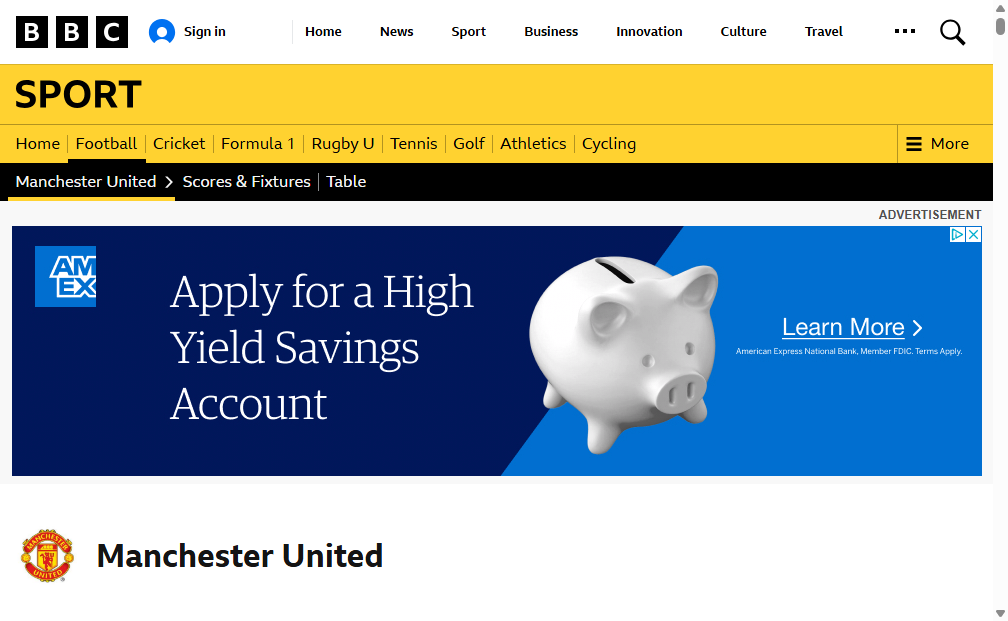 BBC
Sign in
Home
News
Sport
Business
Innovation
Culture
Travel
SPORT
Home
Football
Cricket
Formula 1
Rugby U
Tennis
Golf
Athletics
Cycling
More
Manchester United
Scores & Fixtures
Table
ADVERTISEMENT
AM
EX
Apply for a High
Yield Savings
Account
Learn More
American Express National Bank, Member FDIC. Terms Apply.
MANCHESTER
UNITED
Manchester United